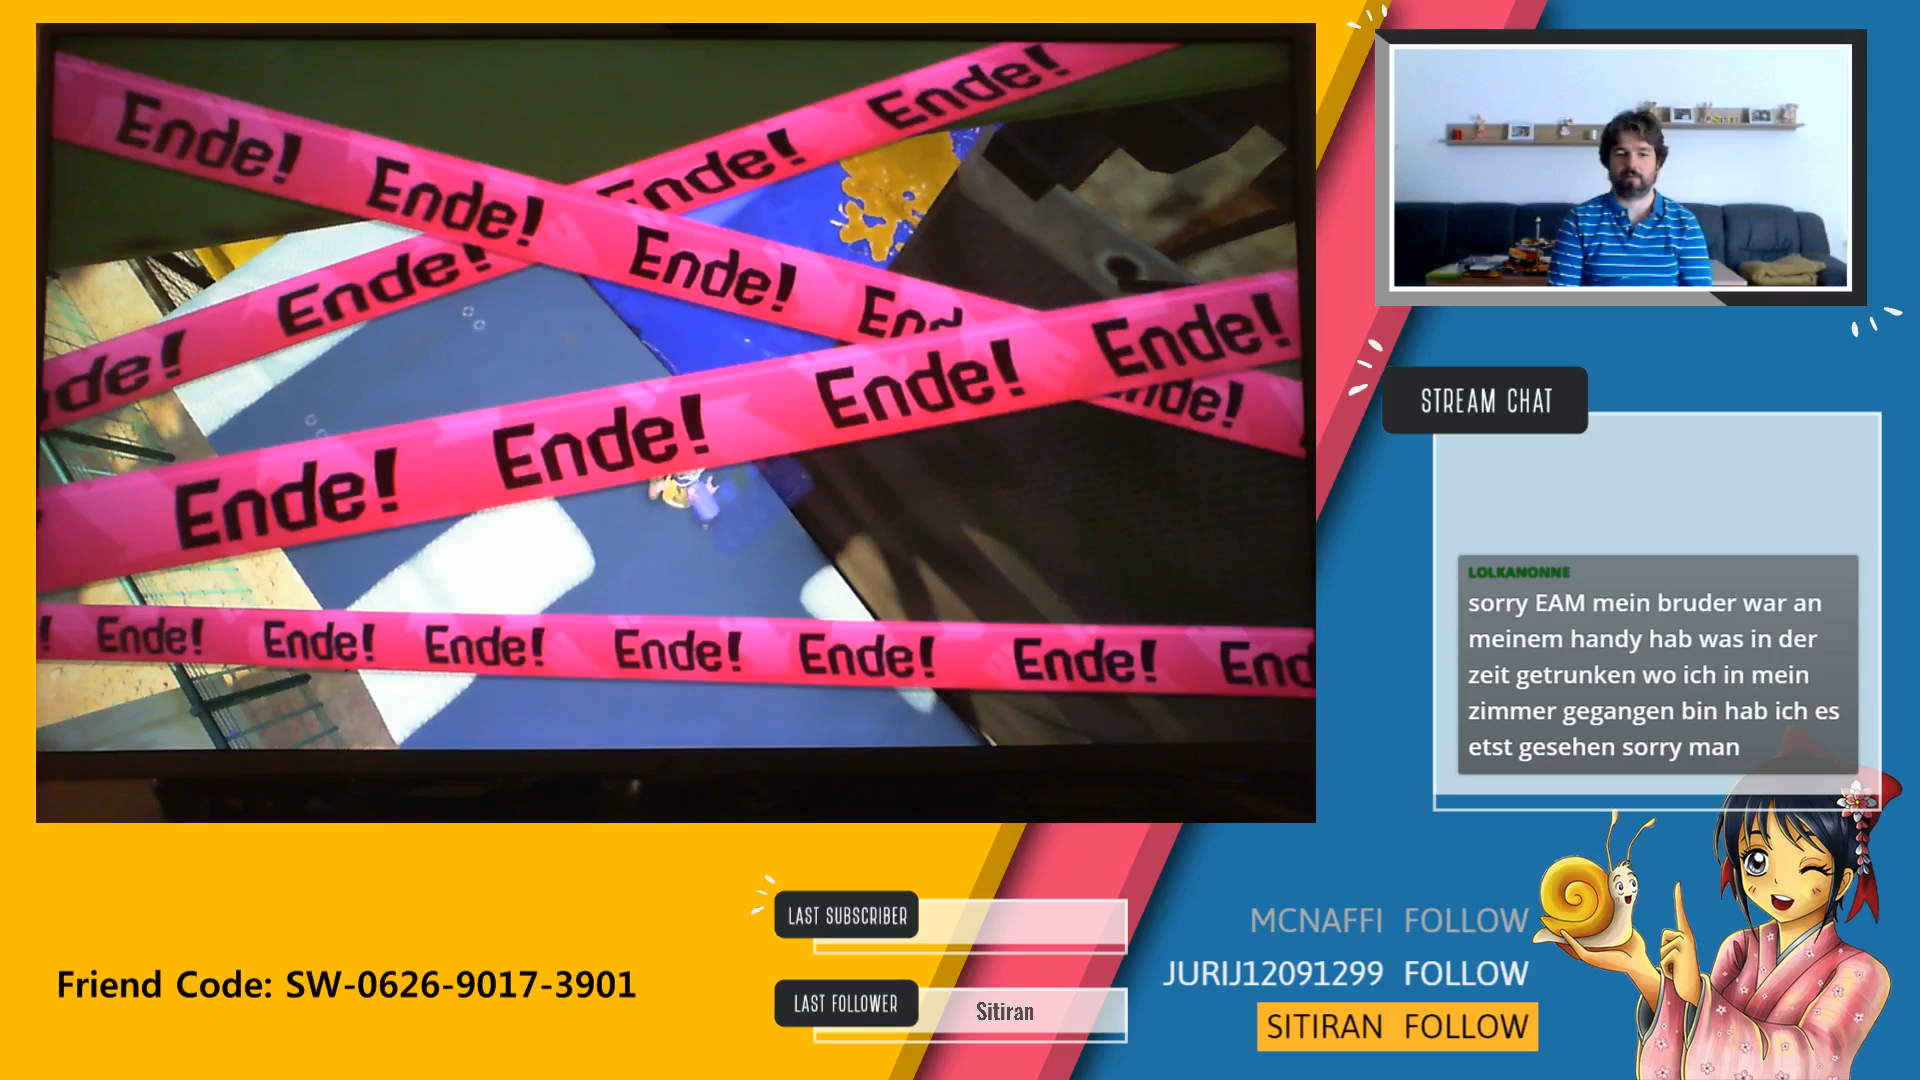 Ende! Ende! Ende! Ende!
Ende! Ende! Ende!
Ende! Ende! Ende! Ende!
Ende! Ende! Ende! Ende! Ende! Ende!
STREAM CHAT
LOLKANONNE
sorry EAM mein bruder war an
meinem handy hab was in der
zeit getrunken wo ich in mein
zimmer gegangen bin hab ich es
etst gesehen sorry man
LAST SUBSCRIBER
LAST FOLLOWER
Sitiran
Friend Code: SW-0626-9017-3901
MCNAFFI FOLLOW
JURIJ12091299 FOLLOW
SITIRAN FOLLOW